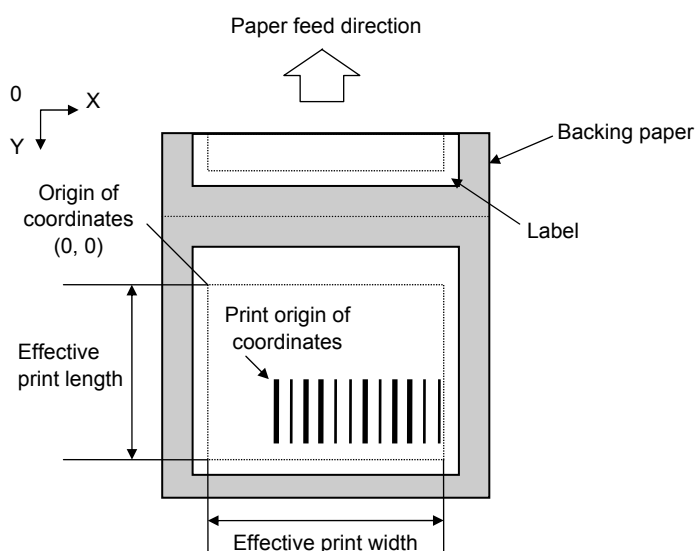 Paper feed direction
0
X
Y
Backing paper
Origin of
coordinates
(0, 0)
Label
Print origin of
coordinates
Effective
print length
Effective print width